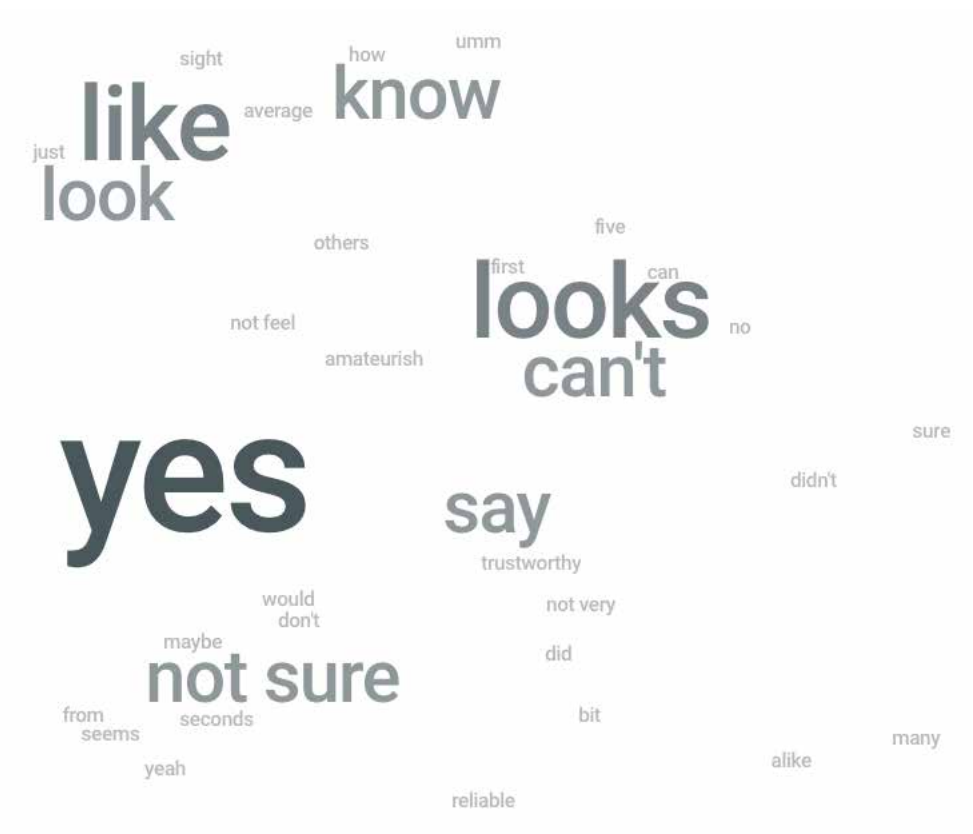 umm
how
sight
know
like
average
just
look
five
others
first
can
looks
not feel
no
amateurish
can't
sure
yes
didn't
say
trustworthy
would
not very
don't
maybe
did
not sure
from
seconds
bit
seems
many
alike
yeah
reliable